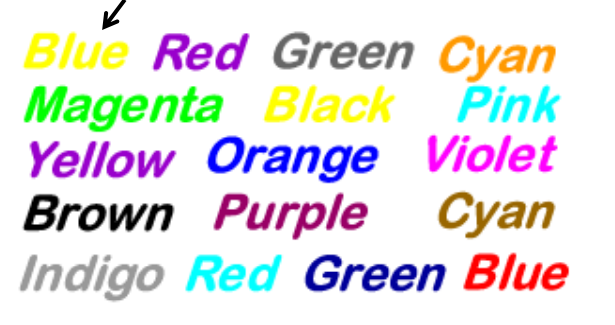 Blue Red Green Cyan
Magenta Black Pink
Yellow Orange Violet
Brown Purple Cyan
Indigo Red Green Blue